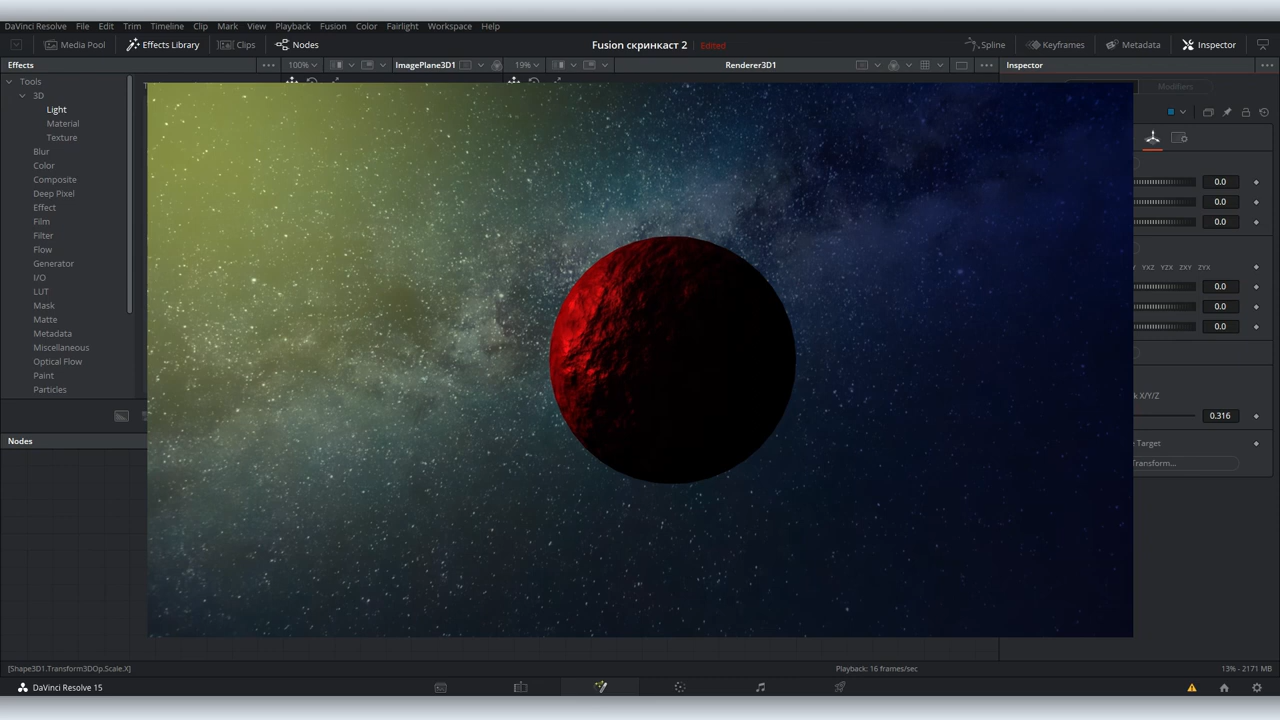 DaVinci Resolve File Edit Trim Timeline Clip Mark View Playback Fusion Color Fairlight Workspace Help
Media Pool Effects Library Clips Nodes Fusion скринкаст 2 Edited Spline Keyframes Metadata Inspector
Effects 100% ImagePlane3D1 19% Renderer3D1 Inspector
Tools
Modifiers
3D
Light
Material
Texture
Blur
Color
Composite
Deep Pixel
Effect
Film
Filter
Flow
Generator
I/O
LUT
Mask
Matte
Metadata
Miscellaneous
Optical Flow
Paint
Particles
0.0
0.0
0.0
YXZ YZX ZXY ZYX
0.0
0.0
0.0
X/Y/Z
0.316
Target
Transform...
Nodes
[Shape3D1.Transform3DOp.Scale.X] Playback: 16 frames/sec 13% - 2171 MB
DaVinci Resolve 15